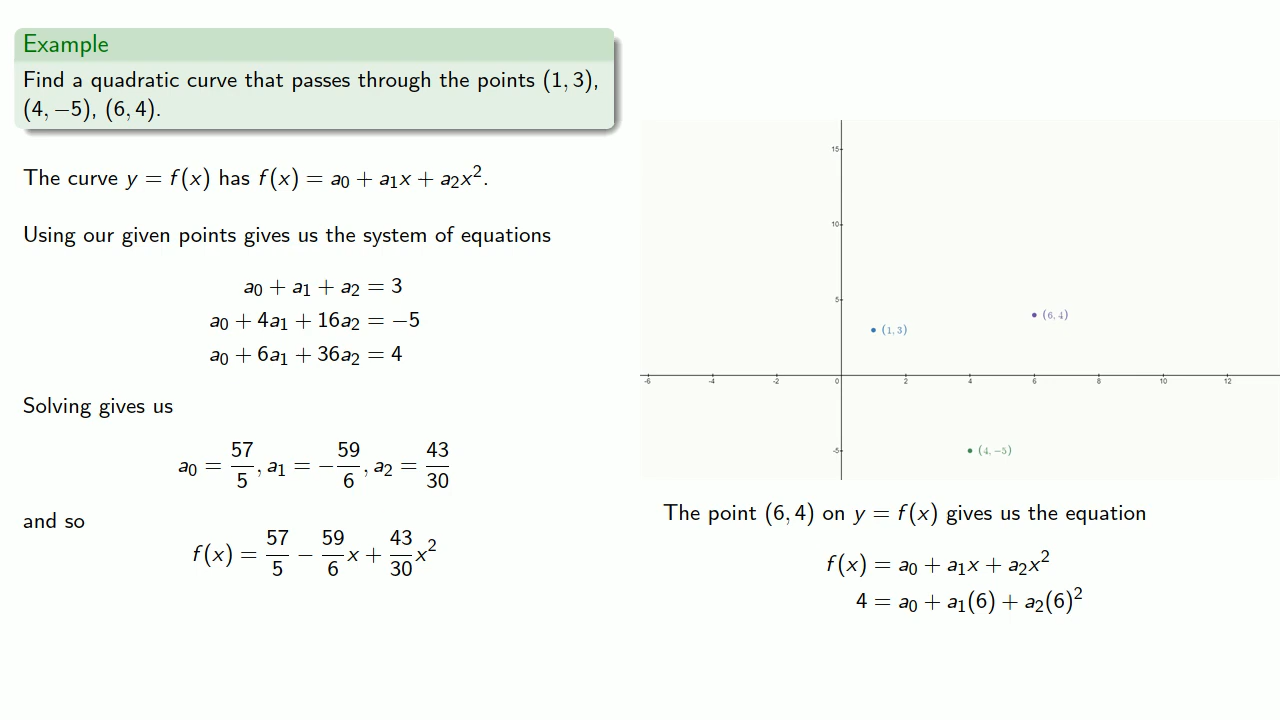 Example
Find a quadratic curve that passes through the points (1, 3),
(4, −5), (6, 4).
The curve y = f(x) has f(x) = a₀ + a₁x + a₂x².
Using our given points gives us the system of equations
a₀ + a₁ + a₂ = 3
a₀ + 4a₁ + 16a₂ = −5
a₀ + 6a₁ + 36a₂ = 4
Solving gives us
a₀ = 57/5, a₁ = −59/6, a₂ = 43/30
and so
f(x) = 57/5 − 59/6 x + 43/30 x²
15
10
5
(6, 4)
(1, 3)
-6 -4 -2 0 2 4 6 8 10 12
-5
(4, −5)
The point (6, 4) on y = f(x) gives us the equation
f(x) = a₀ + a₁x + a₂x²
4 = a₀ + a₁(6) + a₂(6)²